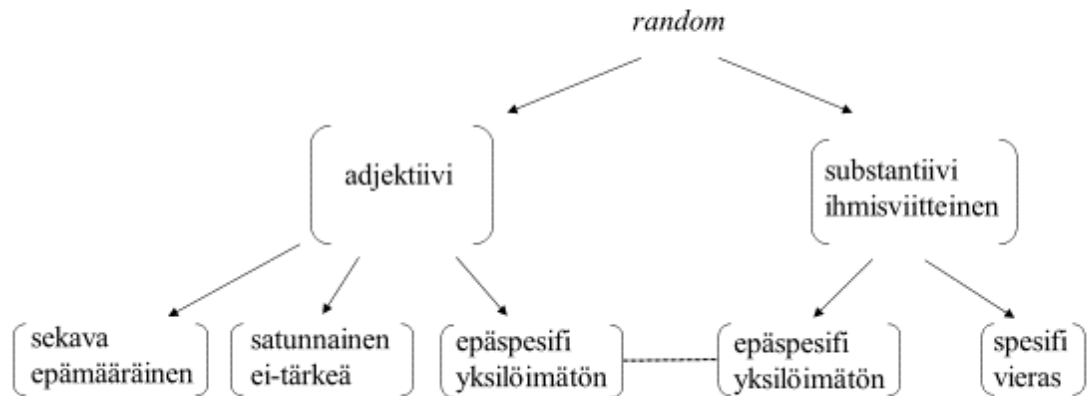 random
adjektiivi
substantiivi
ihmisviitteinen
sekava
epämääräinen
satunnainen
ei-tärkeä
epäspesifi
yksilöimätön
epäspesifi
yksilöimätön
spesifi
vieras